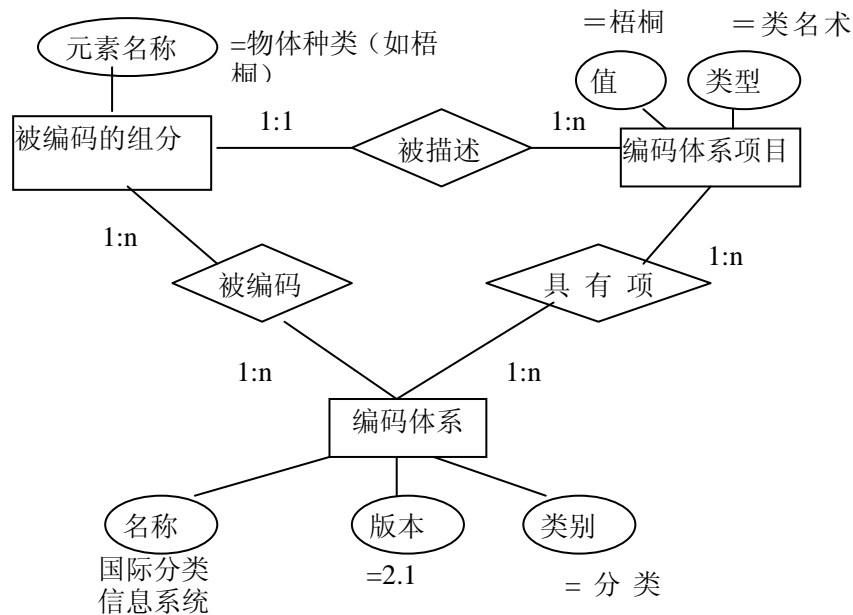 元素名称
=物体种类（如梧
桐）
=梧桐
=类名术
值
类型
被编码的组分
1:1
被描述
1:n
编码体系项目
1:n
被编码
具 有 项
1:n
1:n
1:n
编码体系
名称
版本
类别
国际分类
信息系统
=2.1
= 分 类